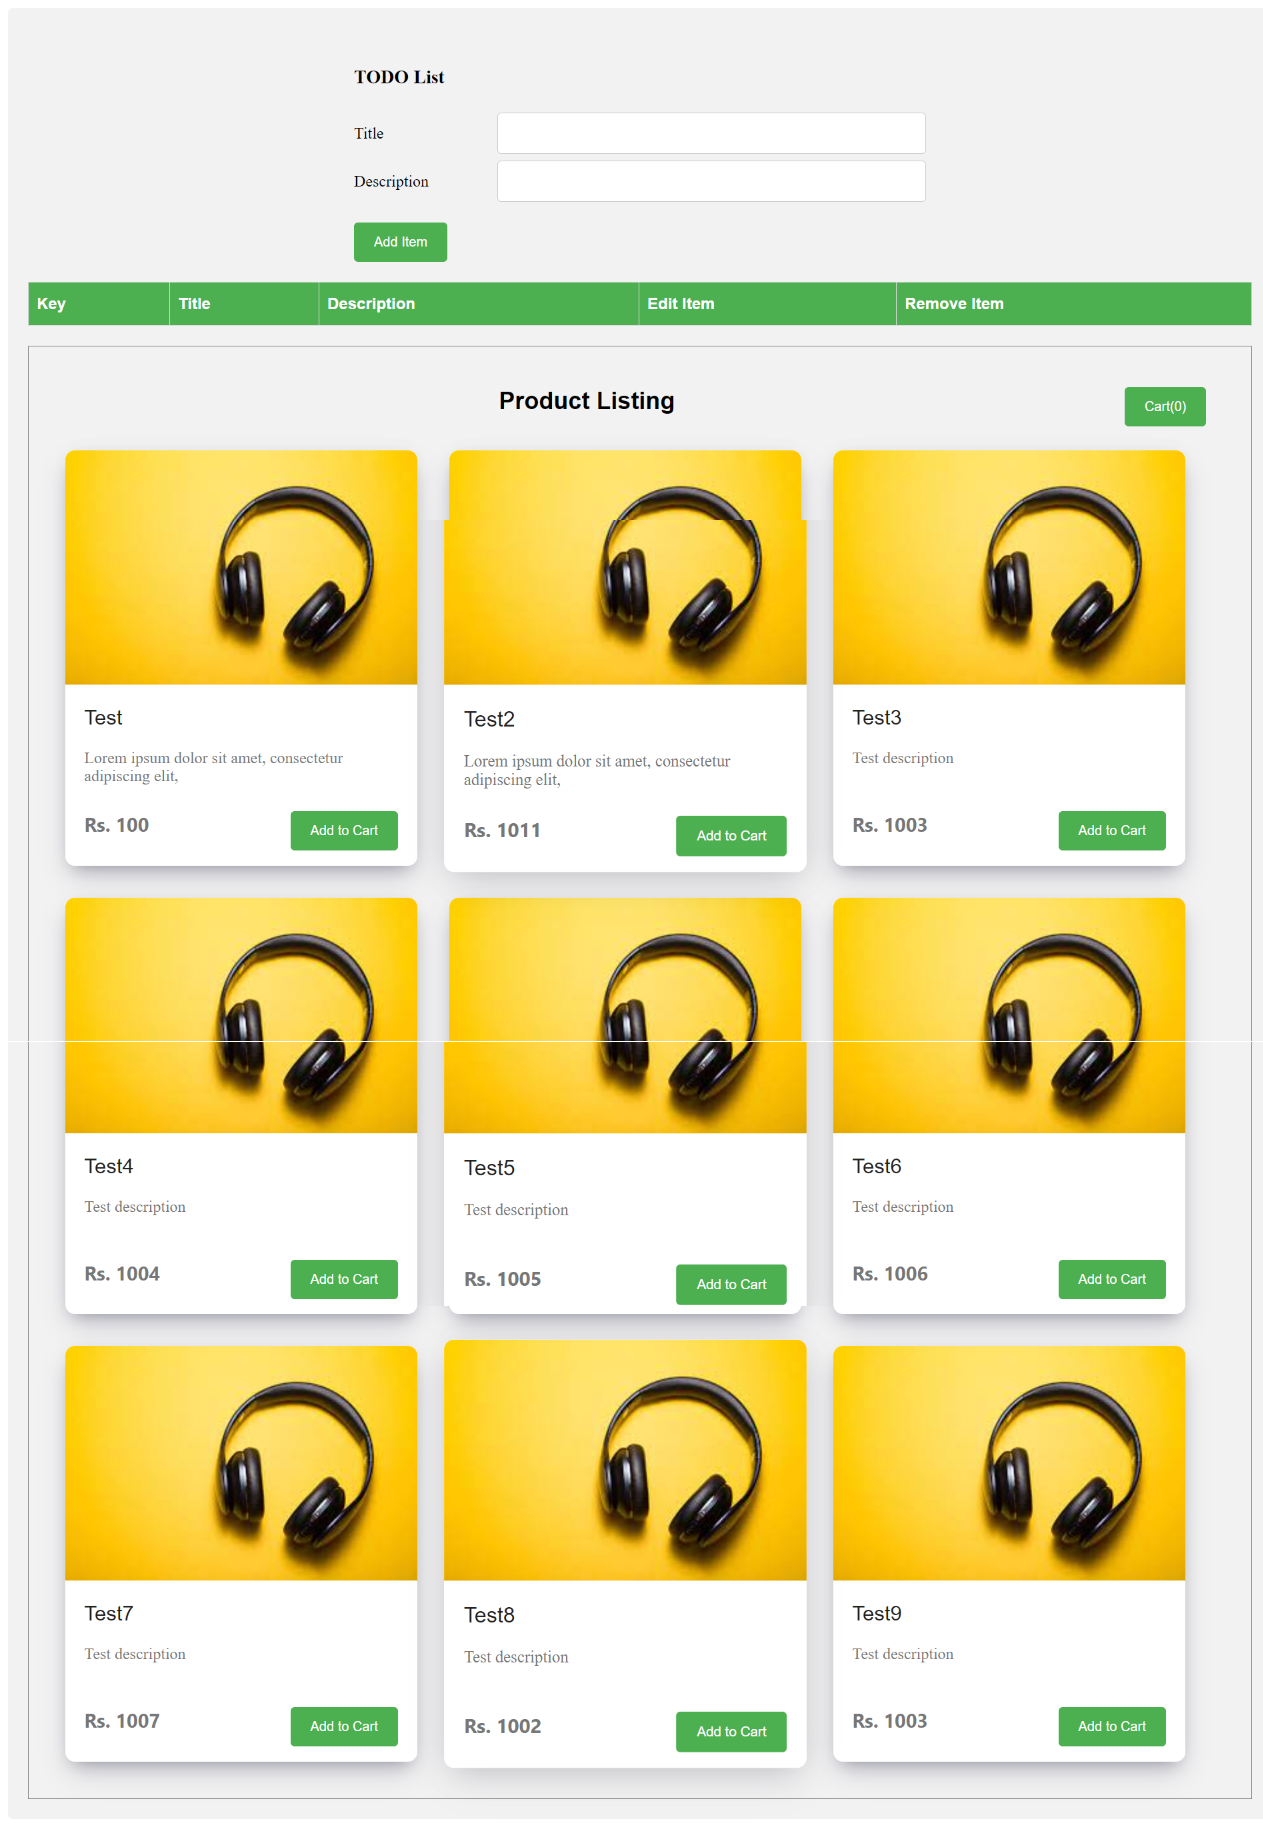 TODO List
Title
Description
Add Item
Key Title Description Edit Item Remove Item
Product Listing
Cart(0)
Test
Lorem ipsum dolor sit amet, consectetur
adipiscing elit,
Rs. 100
Add to Cart
Test2
Lorem ipsum dolor sit amet, consectetur
adipiscing elit,
Rs. 1011
Add to Cart
Test3
Test description
Rs. 1003
Add to Cart
Test4
Test description
Rs. 1004
Add to Cart
Test5
Test description
Rs. 1005
Add to Cart
Test6
Test description
Rs. 1006
Add to Cart
Test7
Test description
Rs. 1007
Add to Cart
Test8
Test description
Rs. 1002
Add to Cart
Test9
Test description
Rs. 1003
Add to Cart